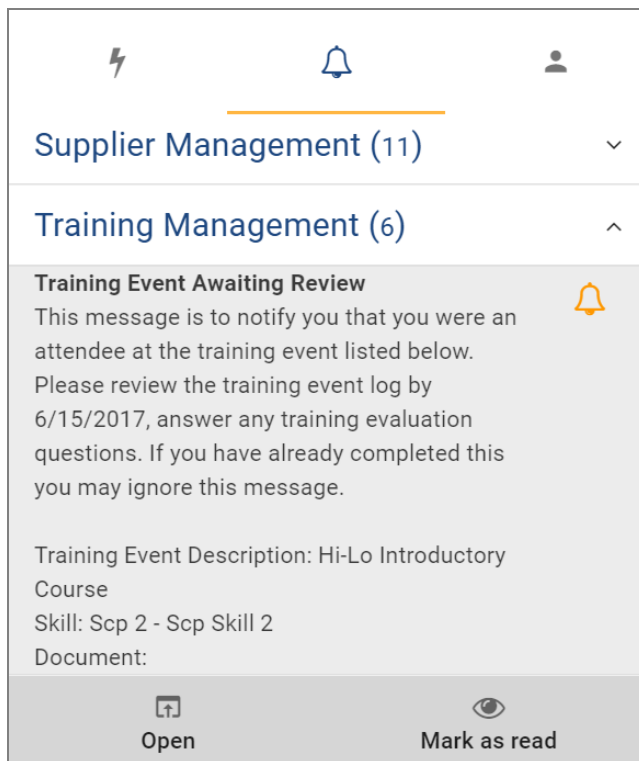 Supplier Management (11)
Training Management (6)
Training Event Awaiting Review
This message is to notify you that you were an
attendee at the training event listed below.
Please review the training event log by
6/15/2017, answer any training evaluation
questions. If you have already completed this
you may ignore this message.
Training Event Description: Hi-Lo Introductory
Course
Skill: Scp 2 - Scp Skill 2
Document:
Open
Mark as read